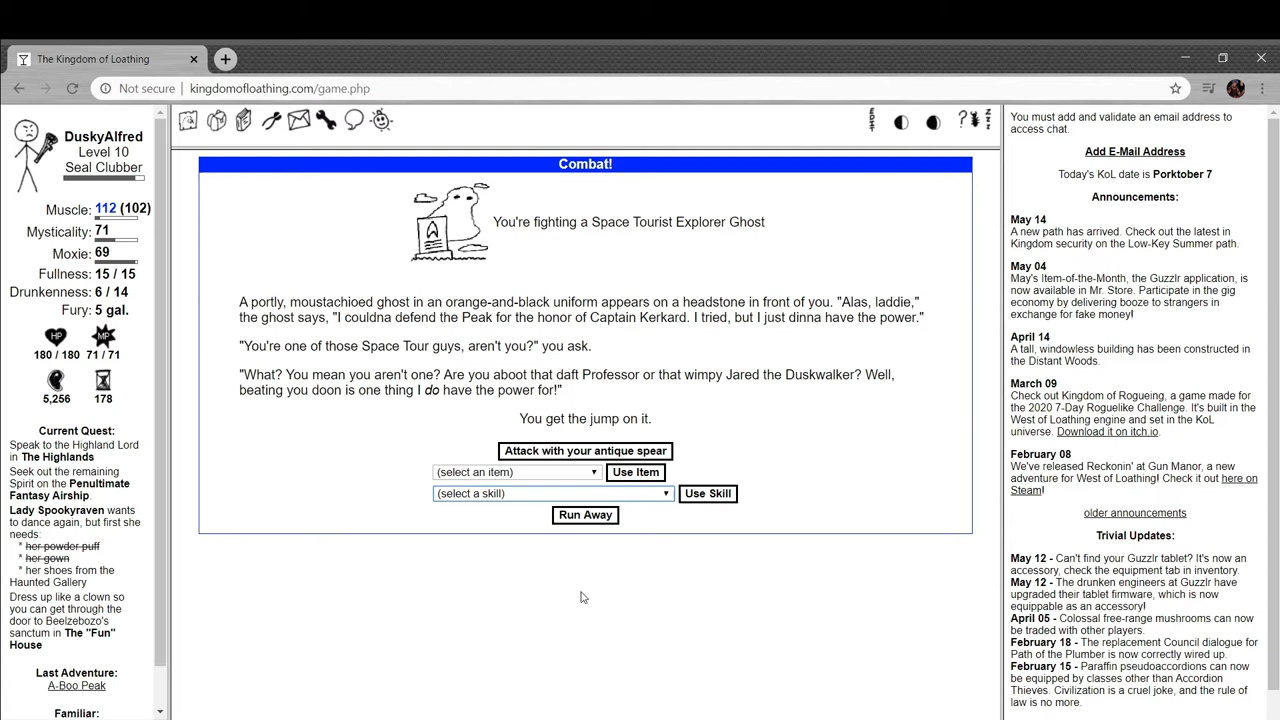 The Kingdom of Loathing
Not secure kingdomofloathing.com/game.php
DuskyAlfred
Level 10
Seal Clubber
Muscle: 112 (102)
Mysticality: 71
Moxie: 69
Fullness: 15 / 15
Drunkenness: 6 / 14
Fury: 5 gal.
HP MP
180 / 180 71 / 71
5,256 178
Current Quest:
Speak to the Highland Lord
in The Highlands
Seek out the remaining
Spirit on the Penultimate
Fantasy Airship.
Lady Spookyraven wants
to dance again, but first she
needs:
* her powder puff
* her gown
* her shoes from the
Haunted Gallery
Dress up like a clown so
you can get through the
door to Beelzebozo's
sanctum in The "Fun"
House
Last Adventure:
A-Boo Peak
Familiar:
Combat!
You're fighting a Space Tourist Explorer Ghost
A portly, moustachioed ghost in an orange-and-black uniform appears on a headstone in front of you. "Alas, laddie,"
the ghost says, "I couldna defend the Peak for the honor of Captain Kerkard. I tried, but I just dinna have the power."
"You're one of those Space Tour guys, aren't you?" you ask.
"What? You mean you aren't one? Are you aboot that daft Professor or that wimpy Jared the Duskwalker? Well,
beating you doon is one thing I do have the power for!"
You get the jump on it.
Attack with your antique spear
(select an item) Use Item
(select a skill) Use Skill
Run Away
You must add and validate an email address to
access chat.
Add E-Mail Address
Today's KoL date is Porktober 7
Announcements:
May 14
A new path has arrived. Check out the latest in
Kingdom security on the Low-Key Summer path.
May 04
May's Item-of-the-Month, the Guzzlr application, is
now available in Mr. Store. Participate in the gig
economy by delivering booze to strangers in
exchange for fake money!
April 14
A tall, windowless building has been constructed in
the Distant Woods.
March 09
Check out Kingdom of Rogueing, a game made for
the 2020 7-Day Roguelike Challenge. It's built in the
West of Loathing engine and set in the KoL
universe. Download it on itch.io.
February 08
We've released Reckonin' at Gun Manor, a new
adventure for West of Loathing! Check it out here on
Steam!
older announcements
Trivial Updates:
May 12 - Can't find your Guzzlr tablet? It's now an
accessory, check the equipment tab in inventory.
May 12 - The drunken engineers at Guzzlr have
upgraded their tablet firmware, which is now
equippable as an accessory!
April 05 - Colossal free-range mushrooms can now
be traded with other players.
February 18 - The replacement Council dialogue for
Path of the Plumber is now correctly wired up.
February 15 - Paraffin pseudoaccordions can now
be equipped by classes other than Accordion
Thieves. Civilization is a cruel joke, and the rule of
law is no more.